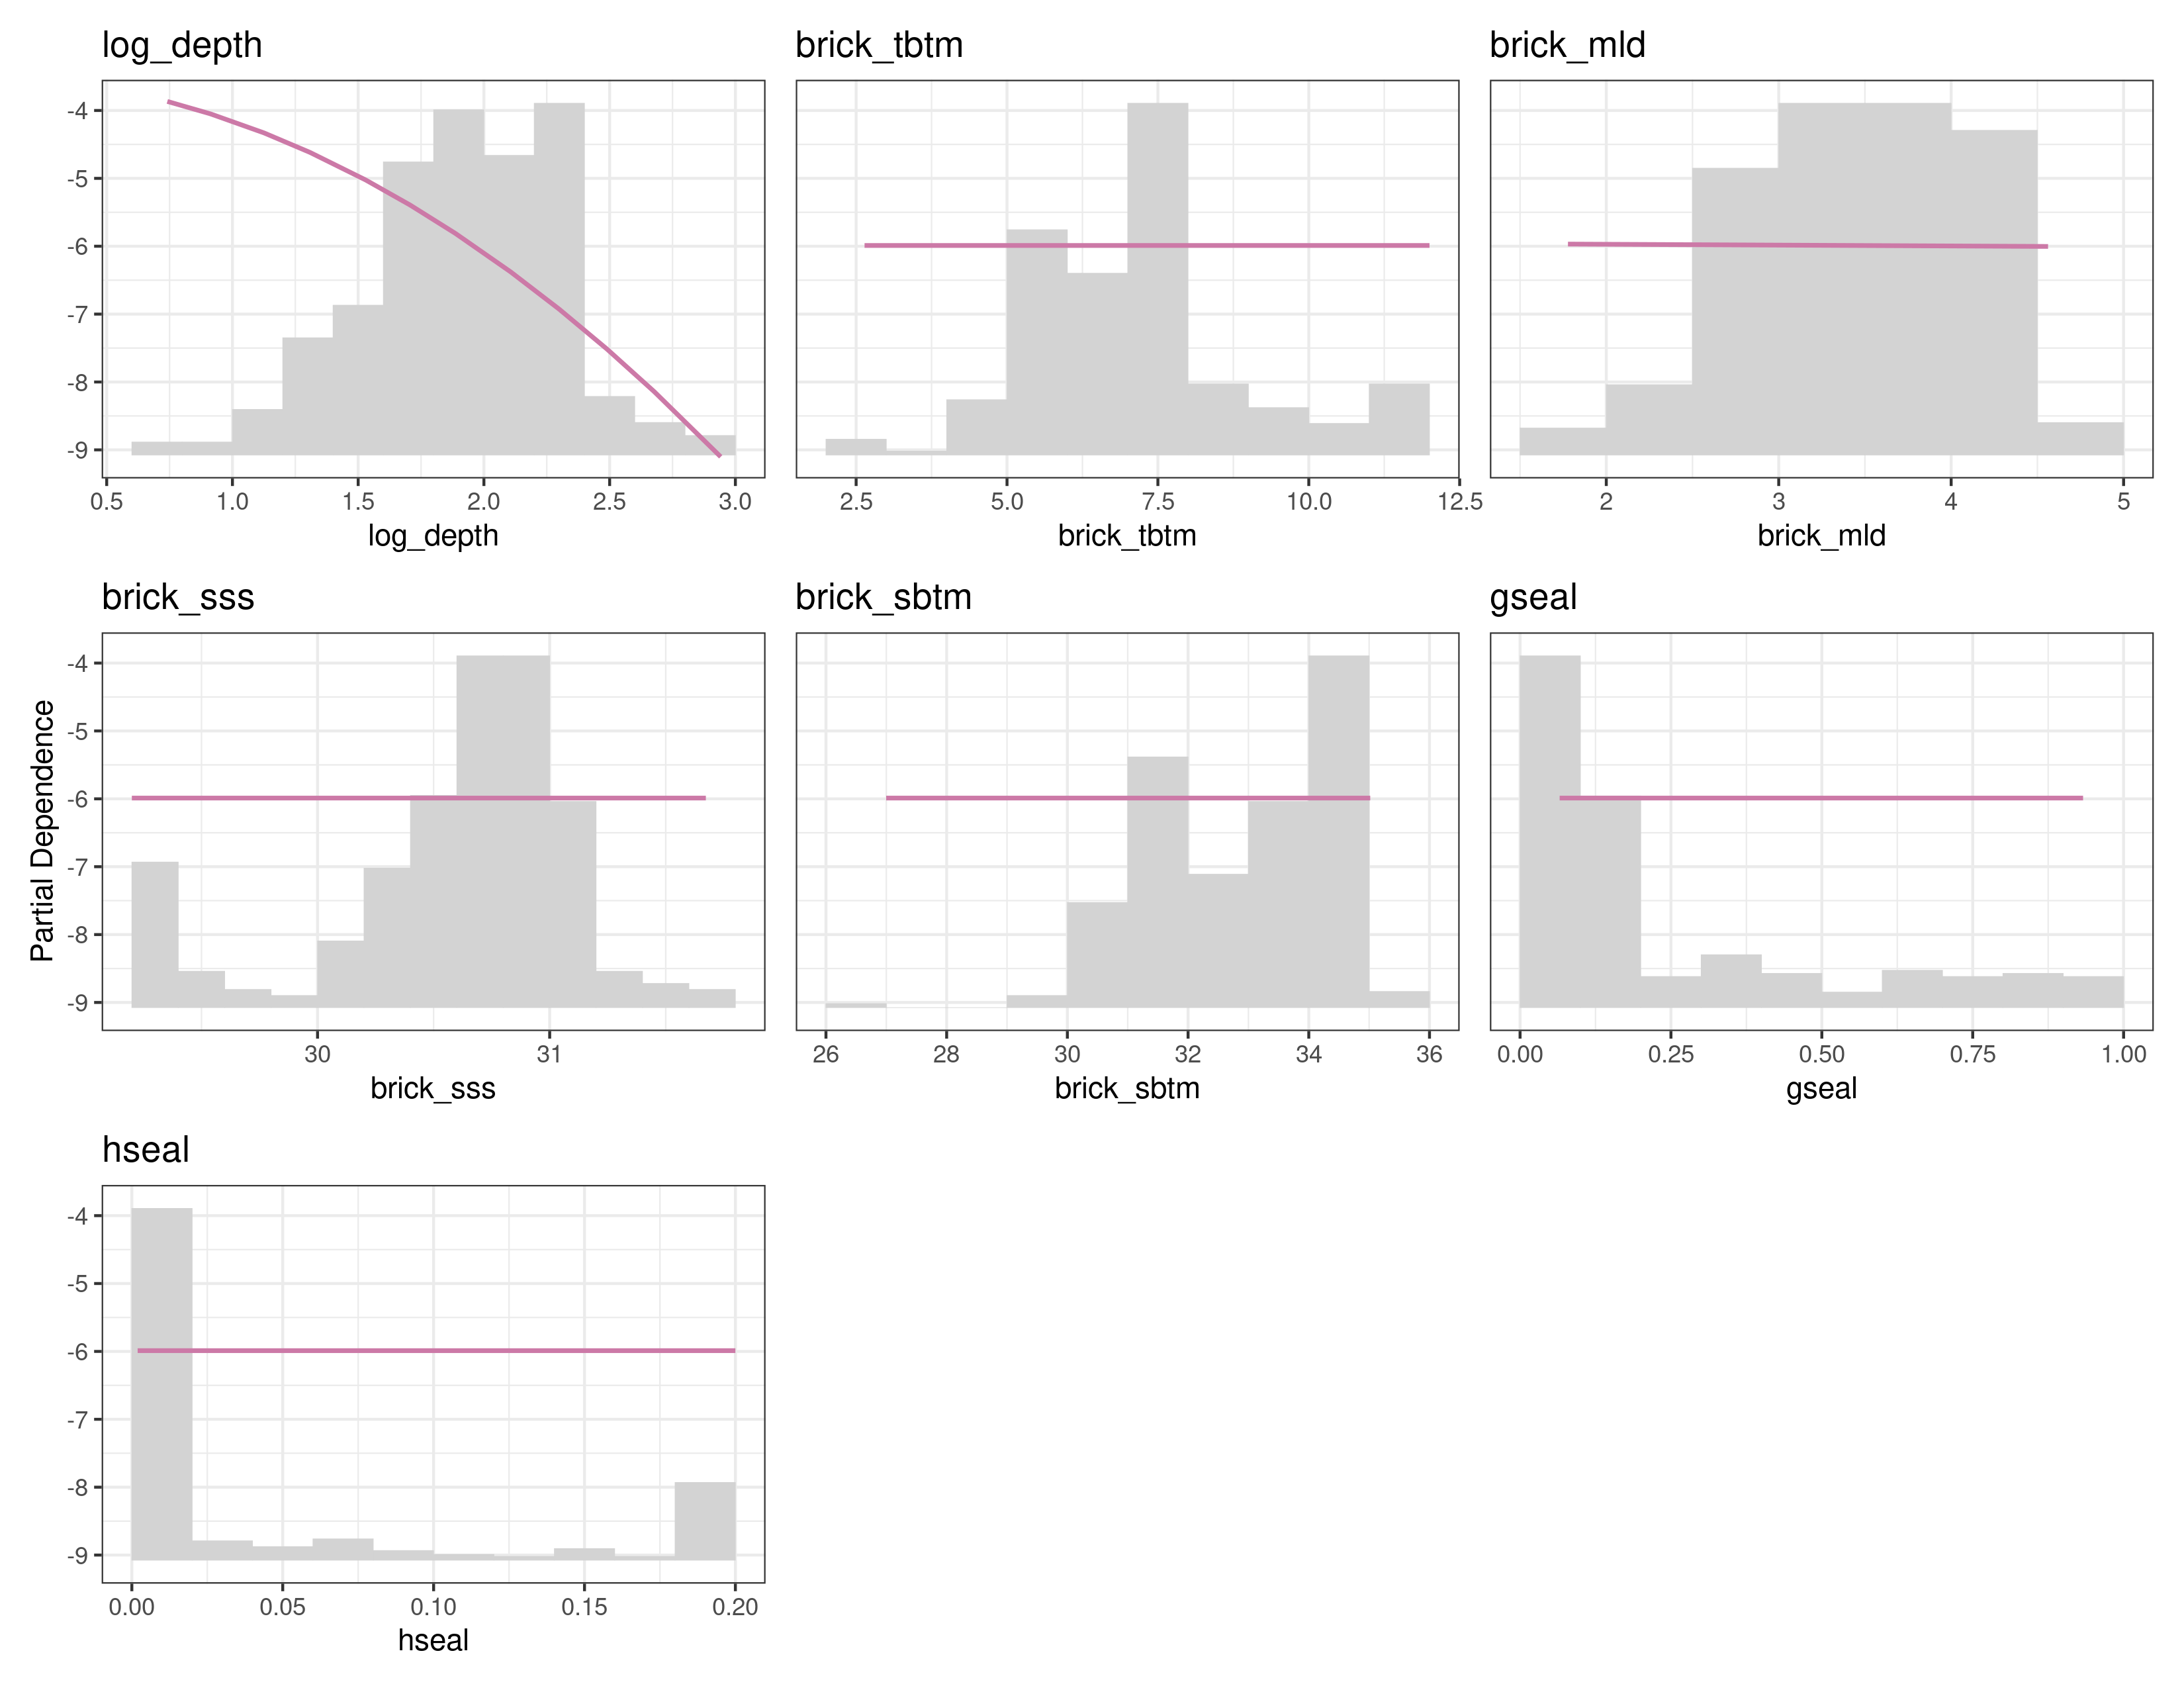 log_depth
brick_tbtm
brick_mld
-4
-5
-6
-7
-8
-9
0.5 1.0 1.5 2.0 2.5 3.0
2.5 5.0 7.5 10.0 12.5
2 3 4 5
log_depth
brick_tbtm
brick_mld
brick_sss
brick_sbtm
gseal
Partial Dependence
-4
-5
-6
-7
-8
-9
30 31
26 28 30 32 34 36
0.00 0.25 0.50 0.75 1.00
brick_sss
brick_sbtm
gseal
hseal
-4
-5
-6
-7
-8
-9
0.00 0.05 0.10 0.15 0.20
hseal